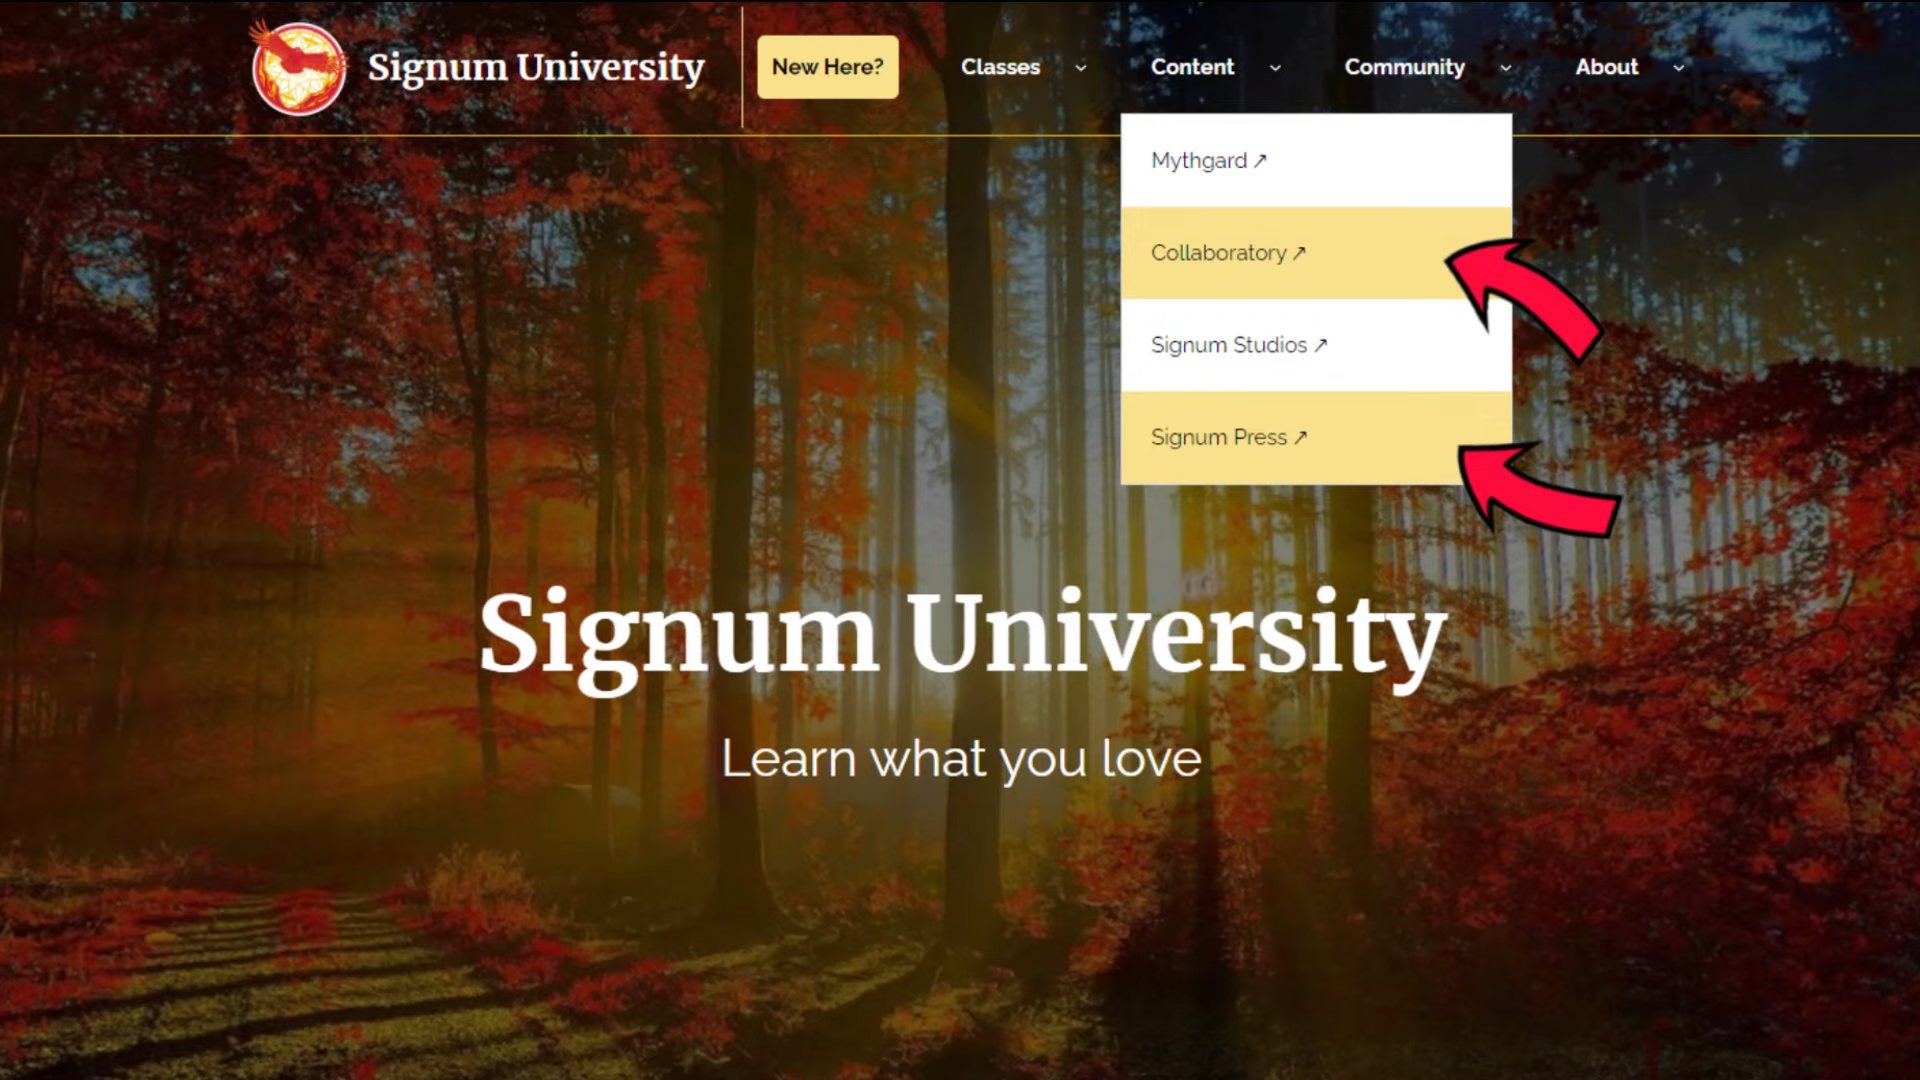 Signum University
New Here?
Classes
Content
Community
About
Mythgard ↗
Collaboratory ↗
Signum Studios ↗
Signum Press ↗
Signum University
Learn what you love